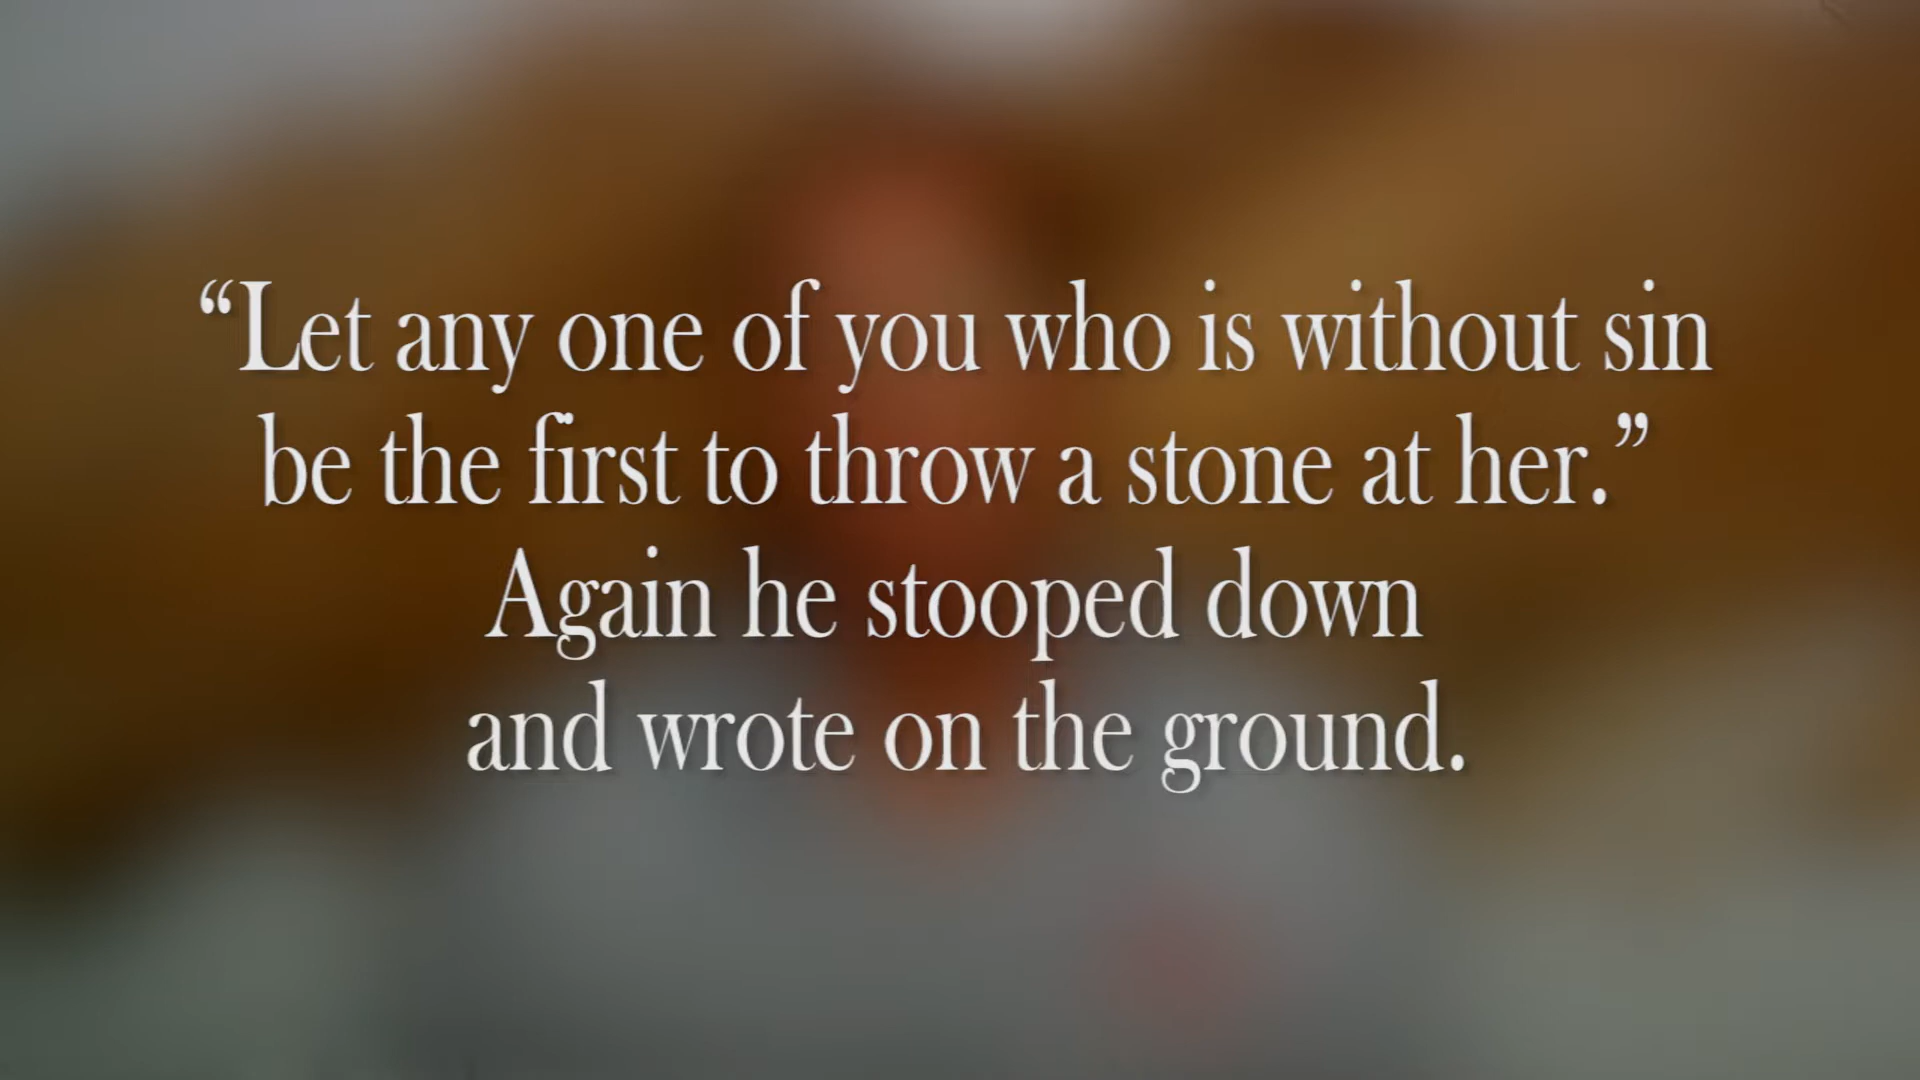 “Let any one of you who is without sin
be the first to throw a stone at her.”
Again he stooped down
and wrote on the ground.